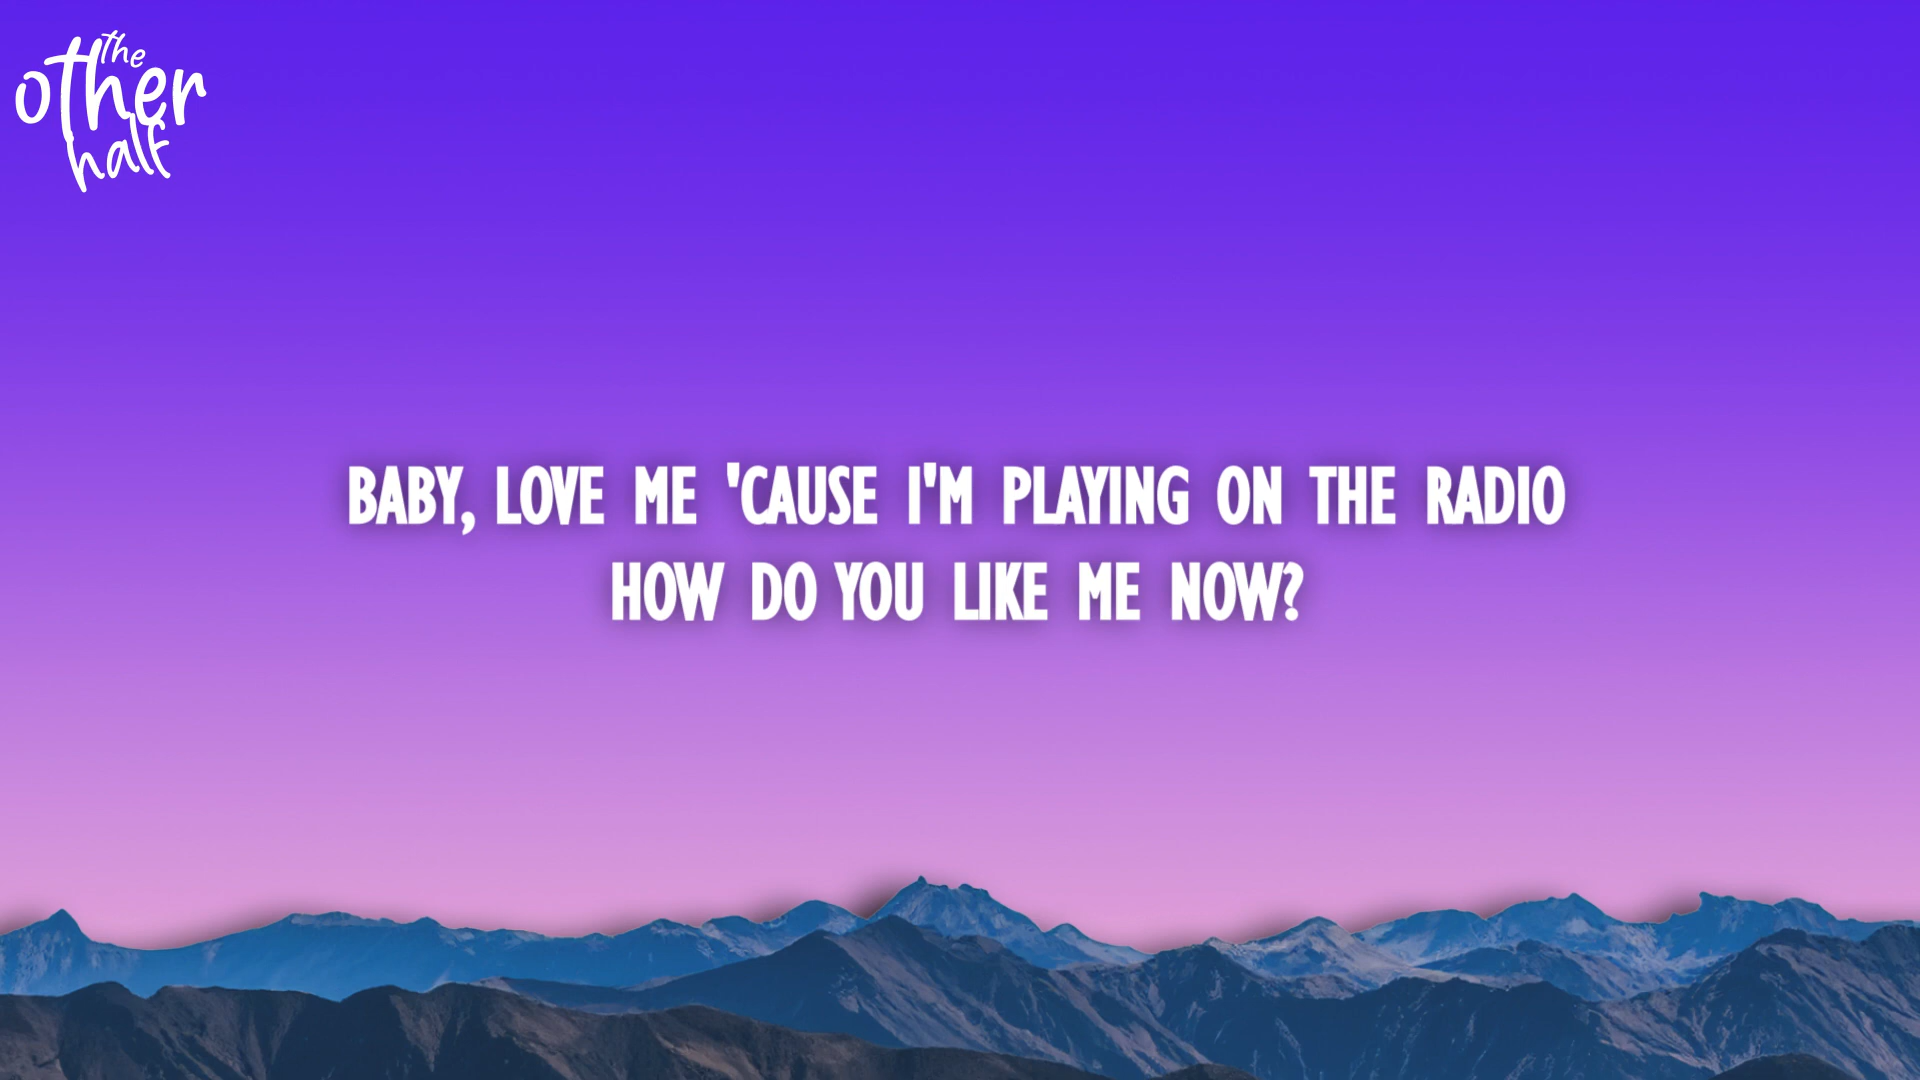 the
other
half
BABY, LOVE ME 'CAUSE I'M PLAYING ON THE RADIO
HOW DO YOU LIKE ME NOW?